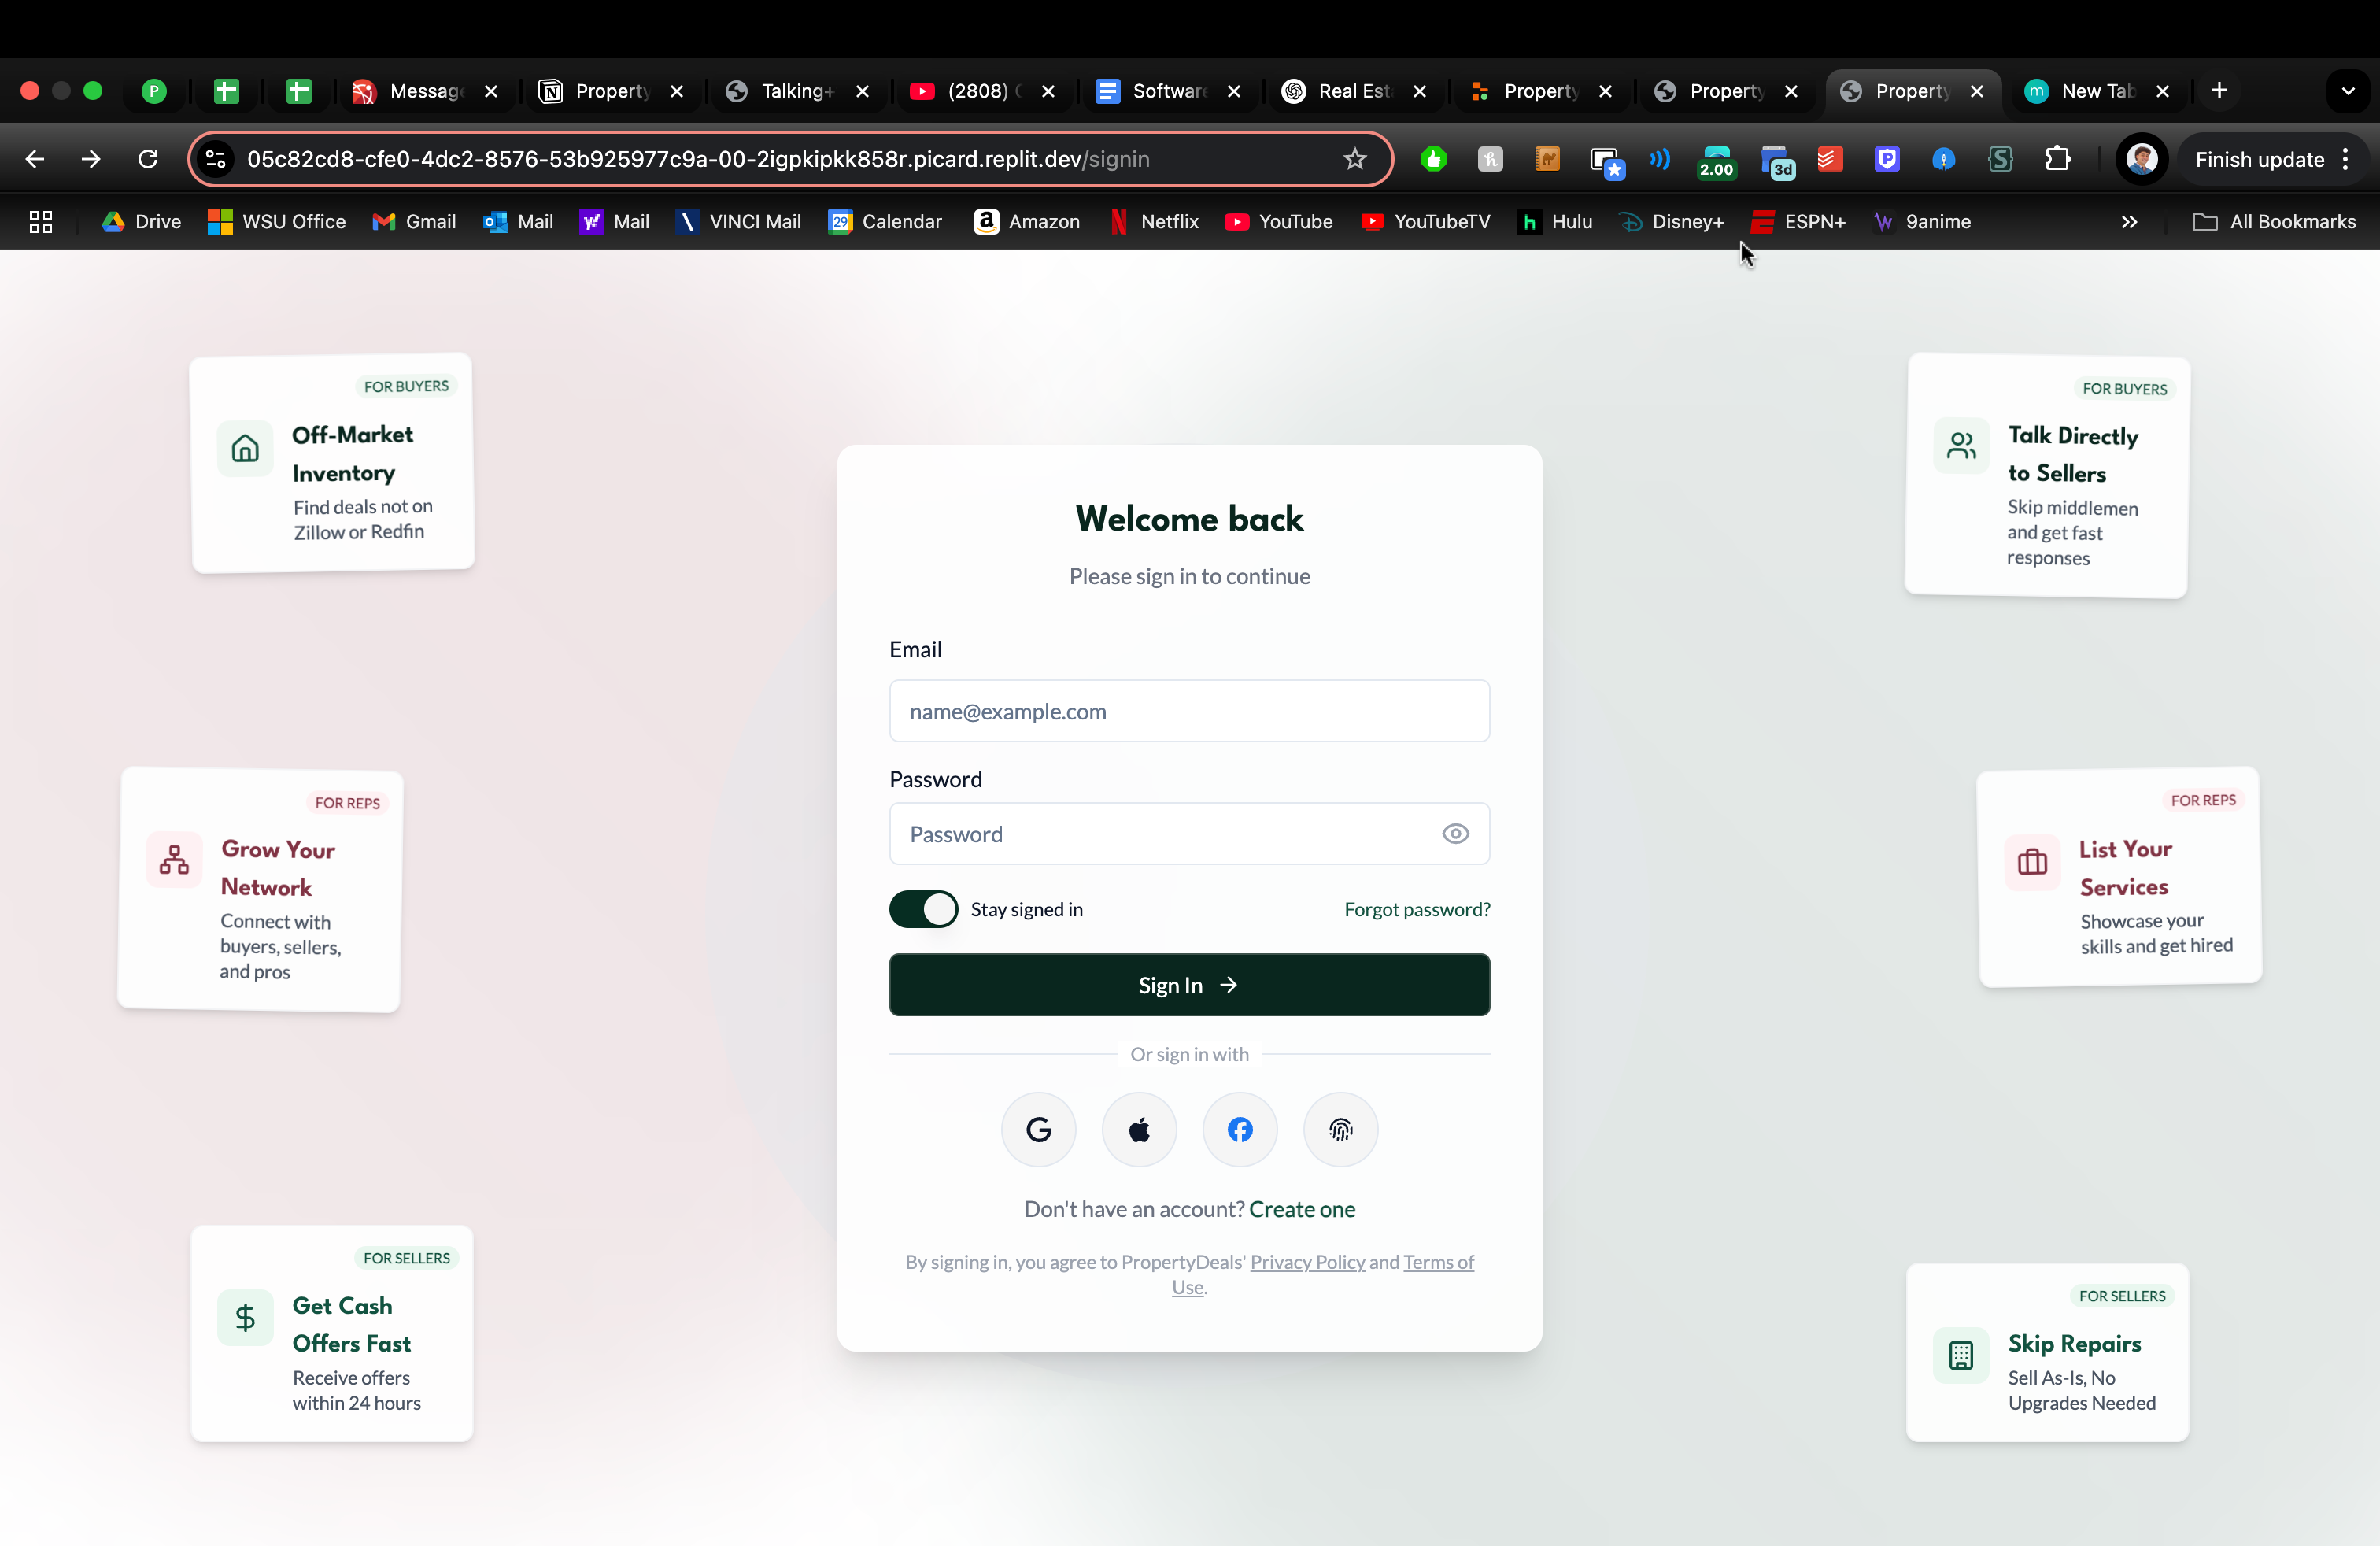 P
Messag
Property
Talking+
(2808)
Software
Real Est
Property
Property
Property
m
New Tab
05c82cd8-cfe0-4dc2-8576-53b925977c9a-00-2igpkipkk858r.picard.replit.dev/signin
2.00
3d
Finish update
Drive
WSU Office
Gmail
Mail
Mail
VINCI Mail
29
Calendar
Amazon
Netflix
YouTube
YouTubeTV
Hulu
Disney+
ESPN+
9anime
All Bookmarks
FOR BUYERS
Off-Market
Inventory
Find deals not on
Zillow or Redfin
FOR REPS
Grow Your
Network
Connect with
buyers, sellers,
and pros
FOR SELLERS
Get Cash
Offers Fast
Receive offers
within 24 hours
Welcome back
Please sign in to continue
Email
name@example.com
Password
Password
Stay signed in
Forgot password?
Sign In
Or sign in with
Don't have an account? Create one
By signing in, you agree to PropertyDeals' Privacy Policy and Terms of
Use.
FOR BUYERS
Talk Directly
to Sellers
Skip middlemen
and get fast
responses
FOR REPS
List Your
Services
Showcase your
skills and get hired
FOR SELLERS
Skip Repairs
Sell As-Is, No
Upgrades Needed